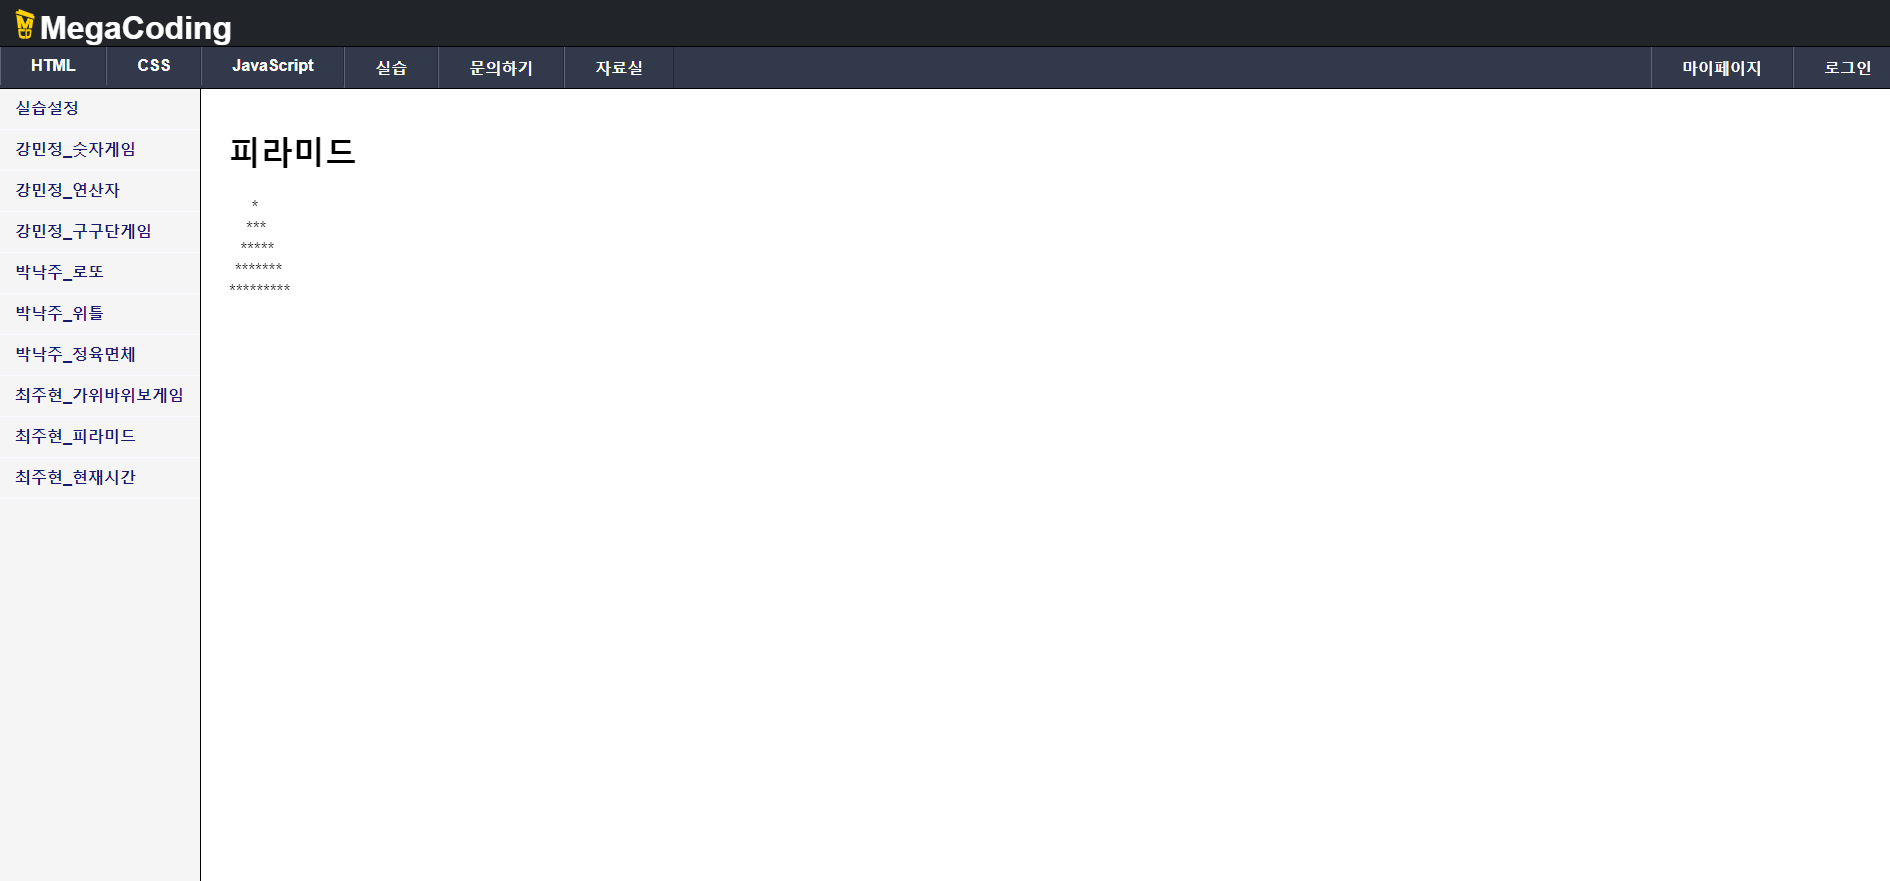 MegaCoding
HTML CSS JavaScript 실습 문의하기 자료실 마이페이지 로그인
실습설정
강민정_숫자게임
강민정_연산자
강민정_구구단게임
박낙주_로또
박낙주_위틀
박낙주_정육면체
최주현_가위바위보게임
최주현_피라미드
최주현_현재시간
피라미드
*
***
*****
*******
*********